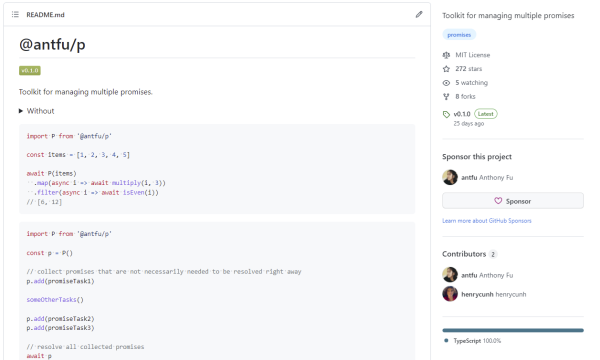 README.md
@antfu/p
v0.1.0
Toolkit for managing multiple promises.
Without
import P from '@antfu/p'
const items = [1, 2, 3, 4, 5]
await P(items)
.map(async i => await multiply(i, 3))
.filter(async i => await isEven(i))
// [6, 12]
import P from '@antfu/p'
const p = P()
// collect promises that are not necessarily needed to be resolved right away
p.add(promiseTask1)
someOtherTasks()
p.add(promiseTask2)
p.add(promiseTask3)
// resolve all collected promises
await p
Toolkit for managing multiple promises
promises
MIT License
272 stars
5 watching
8 forks
v0.1.0 Latest
25 days ago
Sponsor this project
antfu Anthony Fu
Sponsor
Learn more about GitHub Sponsors
Contributors 2
antfu Anthony Fu
henrycunh henrycunh
TypeScript 100.0%